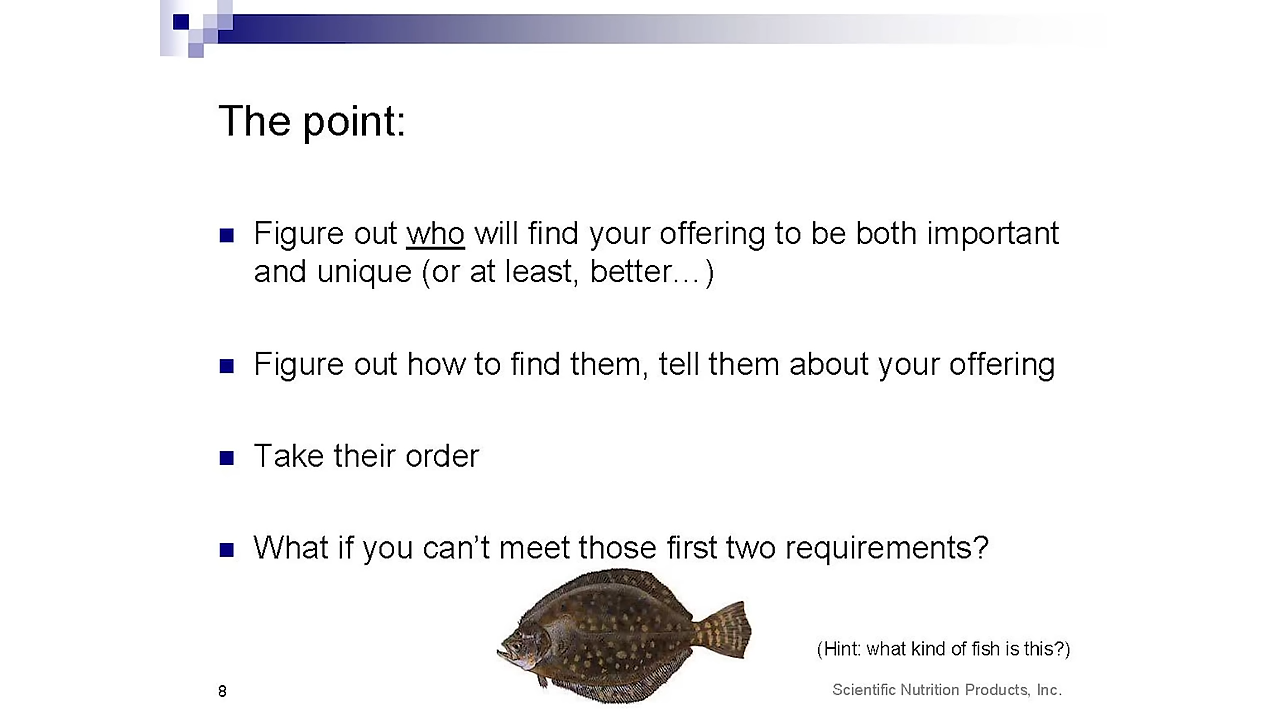 The point:
Figure out who will find your offering to be both important
and unique (or at least, better…)
Figure out how to find them, tell them about your offering
Take their order
What if you can’t meet those first two requirements?
(Hint: what kind of fish is this?)
8
Scientific Nutrition Products, Inc.